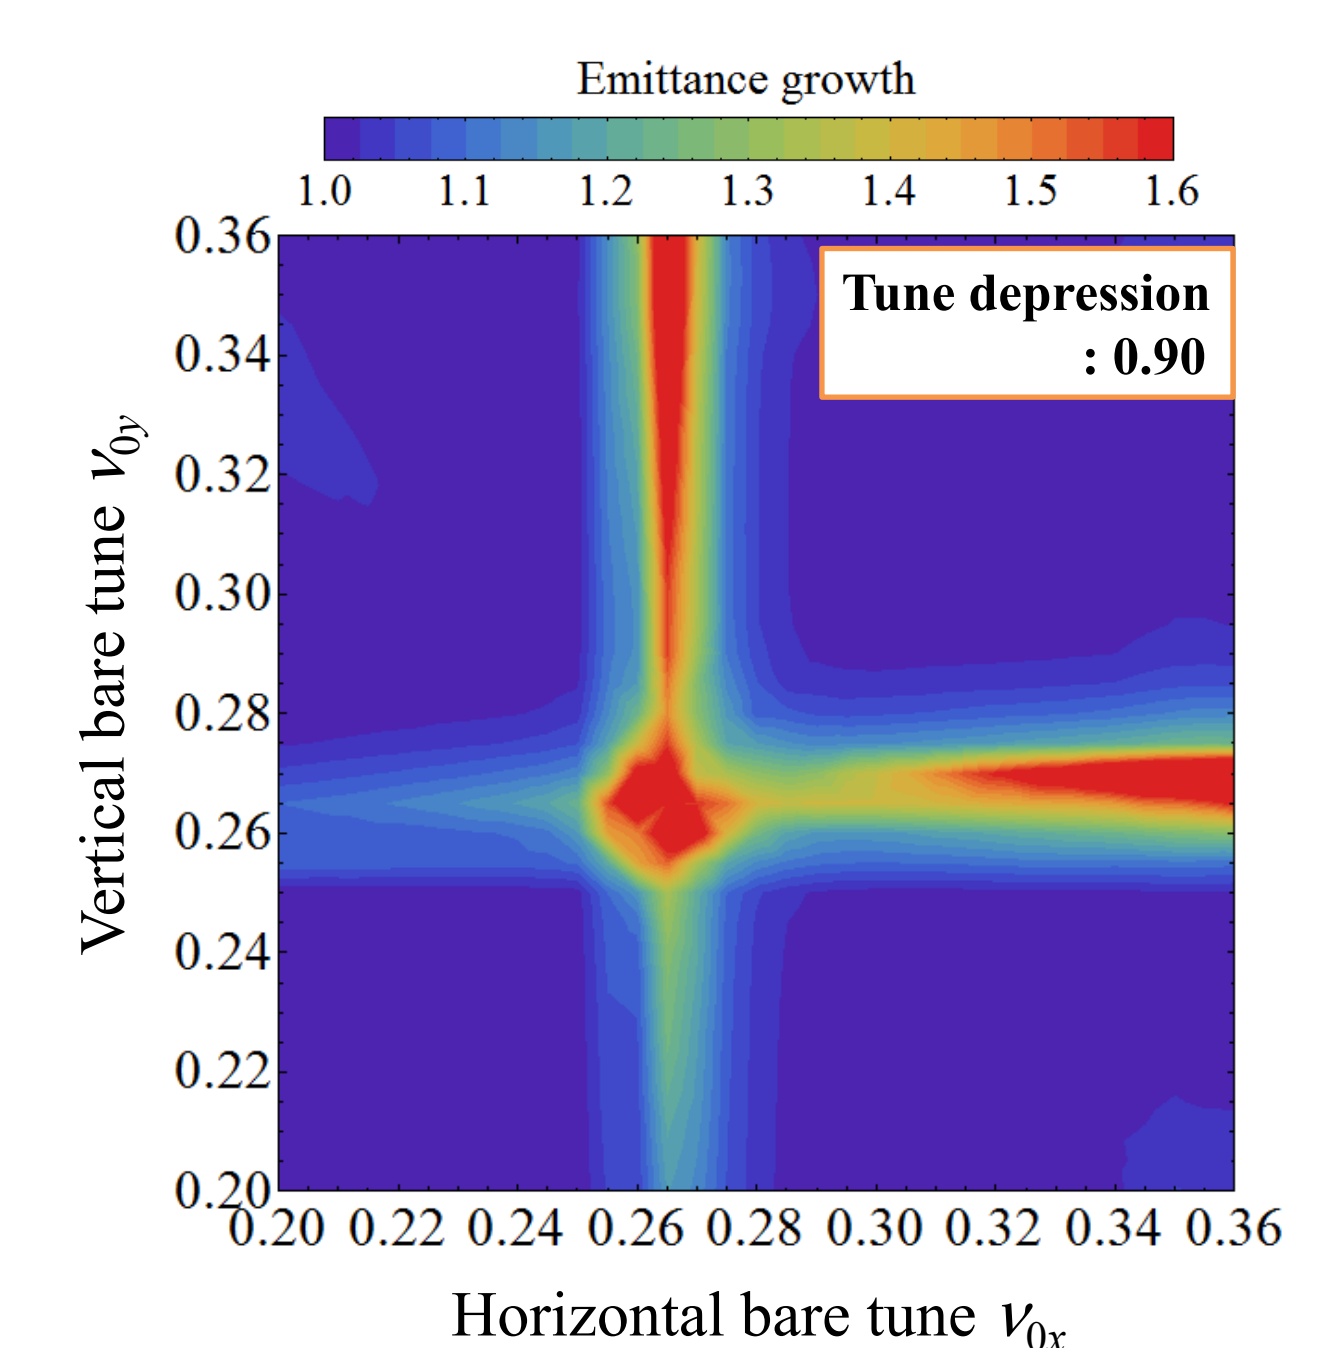 Emittance growth
1.0 1.1 1.2 1.3 1.4 1.5 1.6
Tune depression
: 0.90
0.36
0.34
0.32
0.30
0.28
0.26
0.24
0.22
0.20
Vertical bare tune ν0y
0.20 0.22 0.24 0.26 0.28 0.30 0.32 0.34 0.36
Horizontal bare tune ν0x